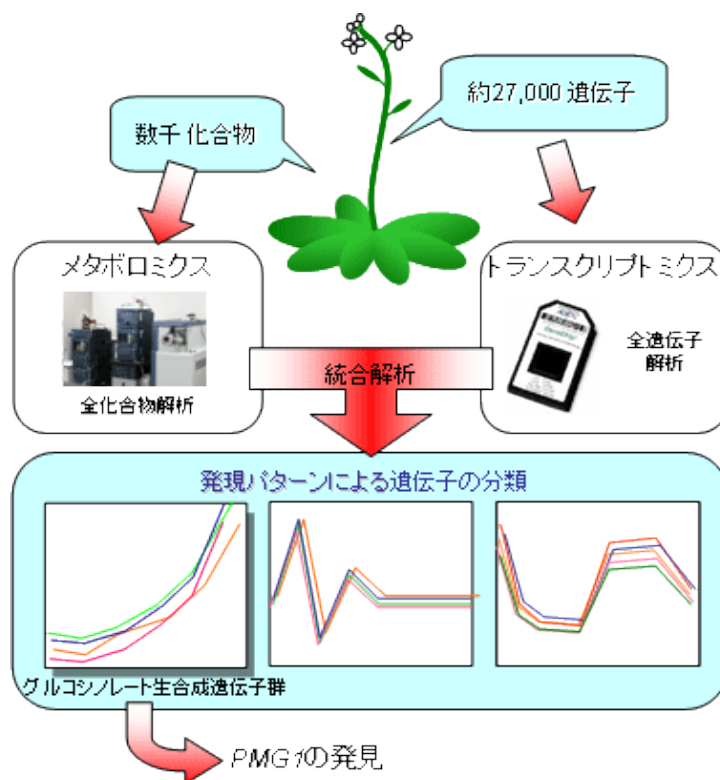 約27,000 遺伝子
数千 化合物
メタボロミクス
トランスクリプトミクス
全遺伝子
解析
全化合物解析
統合解析
発現パターンによる遺伝子の分類
グルコシノレート生合成遺伝子群
PMG1の発見